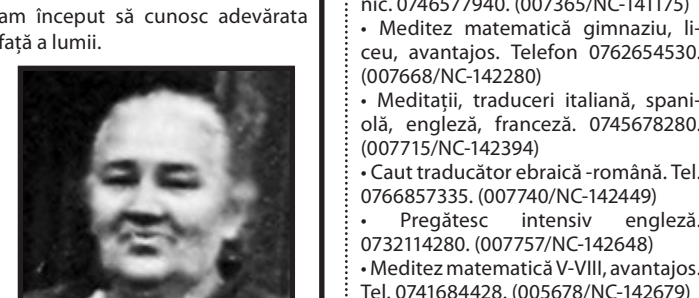 am început să cunosc adevărata
față a lumii.
nic. 0746577940. (007365/NC-141175)
• Meditez matematică gimnaziu, li-
ceu, avantajos. Telefon 0762654530.
(007668/NC-142280)
• Meditații, traduceri italiană, spani-
olă, engleză, franceză. 0745678280.
(007715/NC-142394)
• Caut traducător ebraică -română. Tel.
0766857335. (007740/NC-142449)
• Pregătesc intensiv engleză.
0732114280. (007757/NC-142648)
• Meditez matematică V-VIII, avantajos.
Tel. 0741684428. (005678/NC-142679)